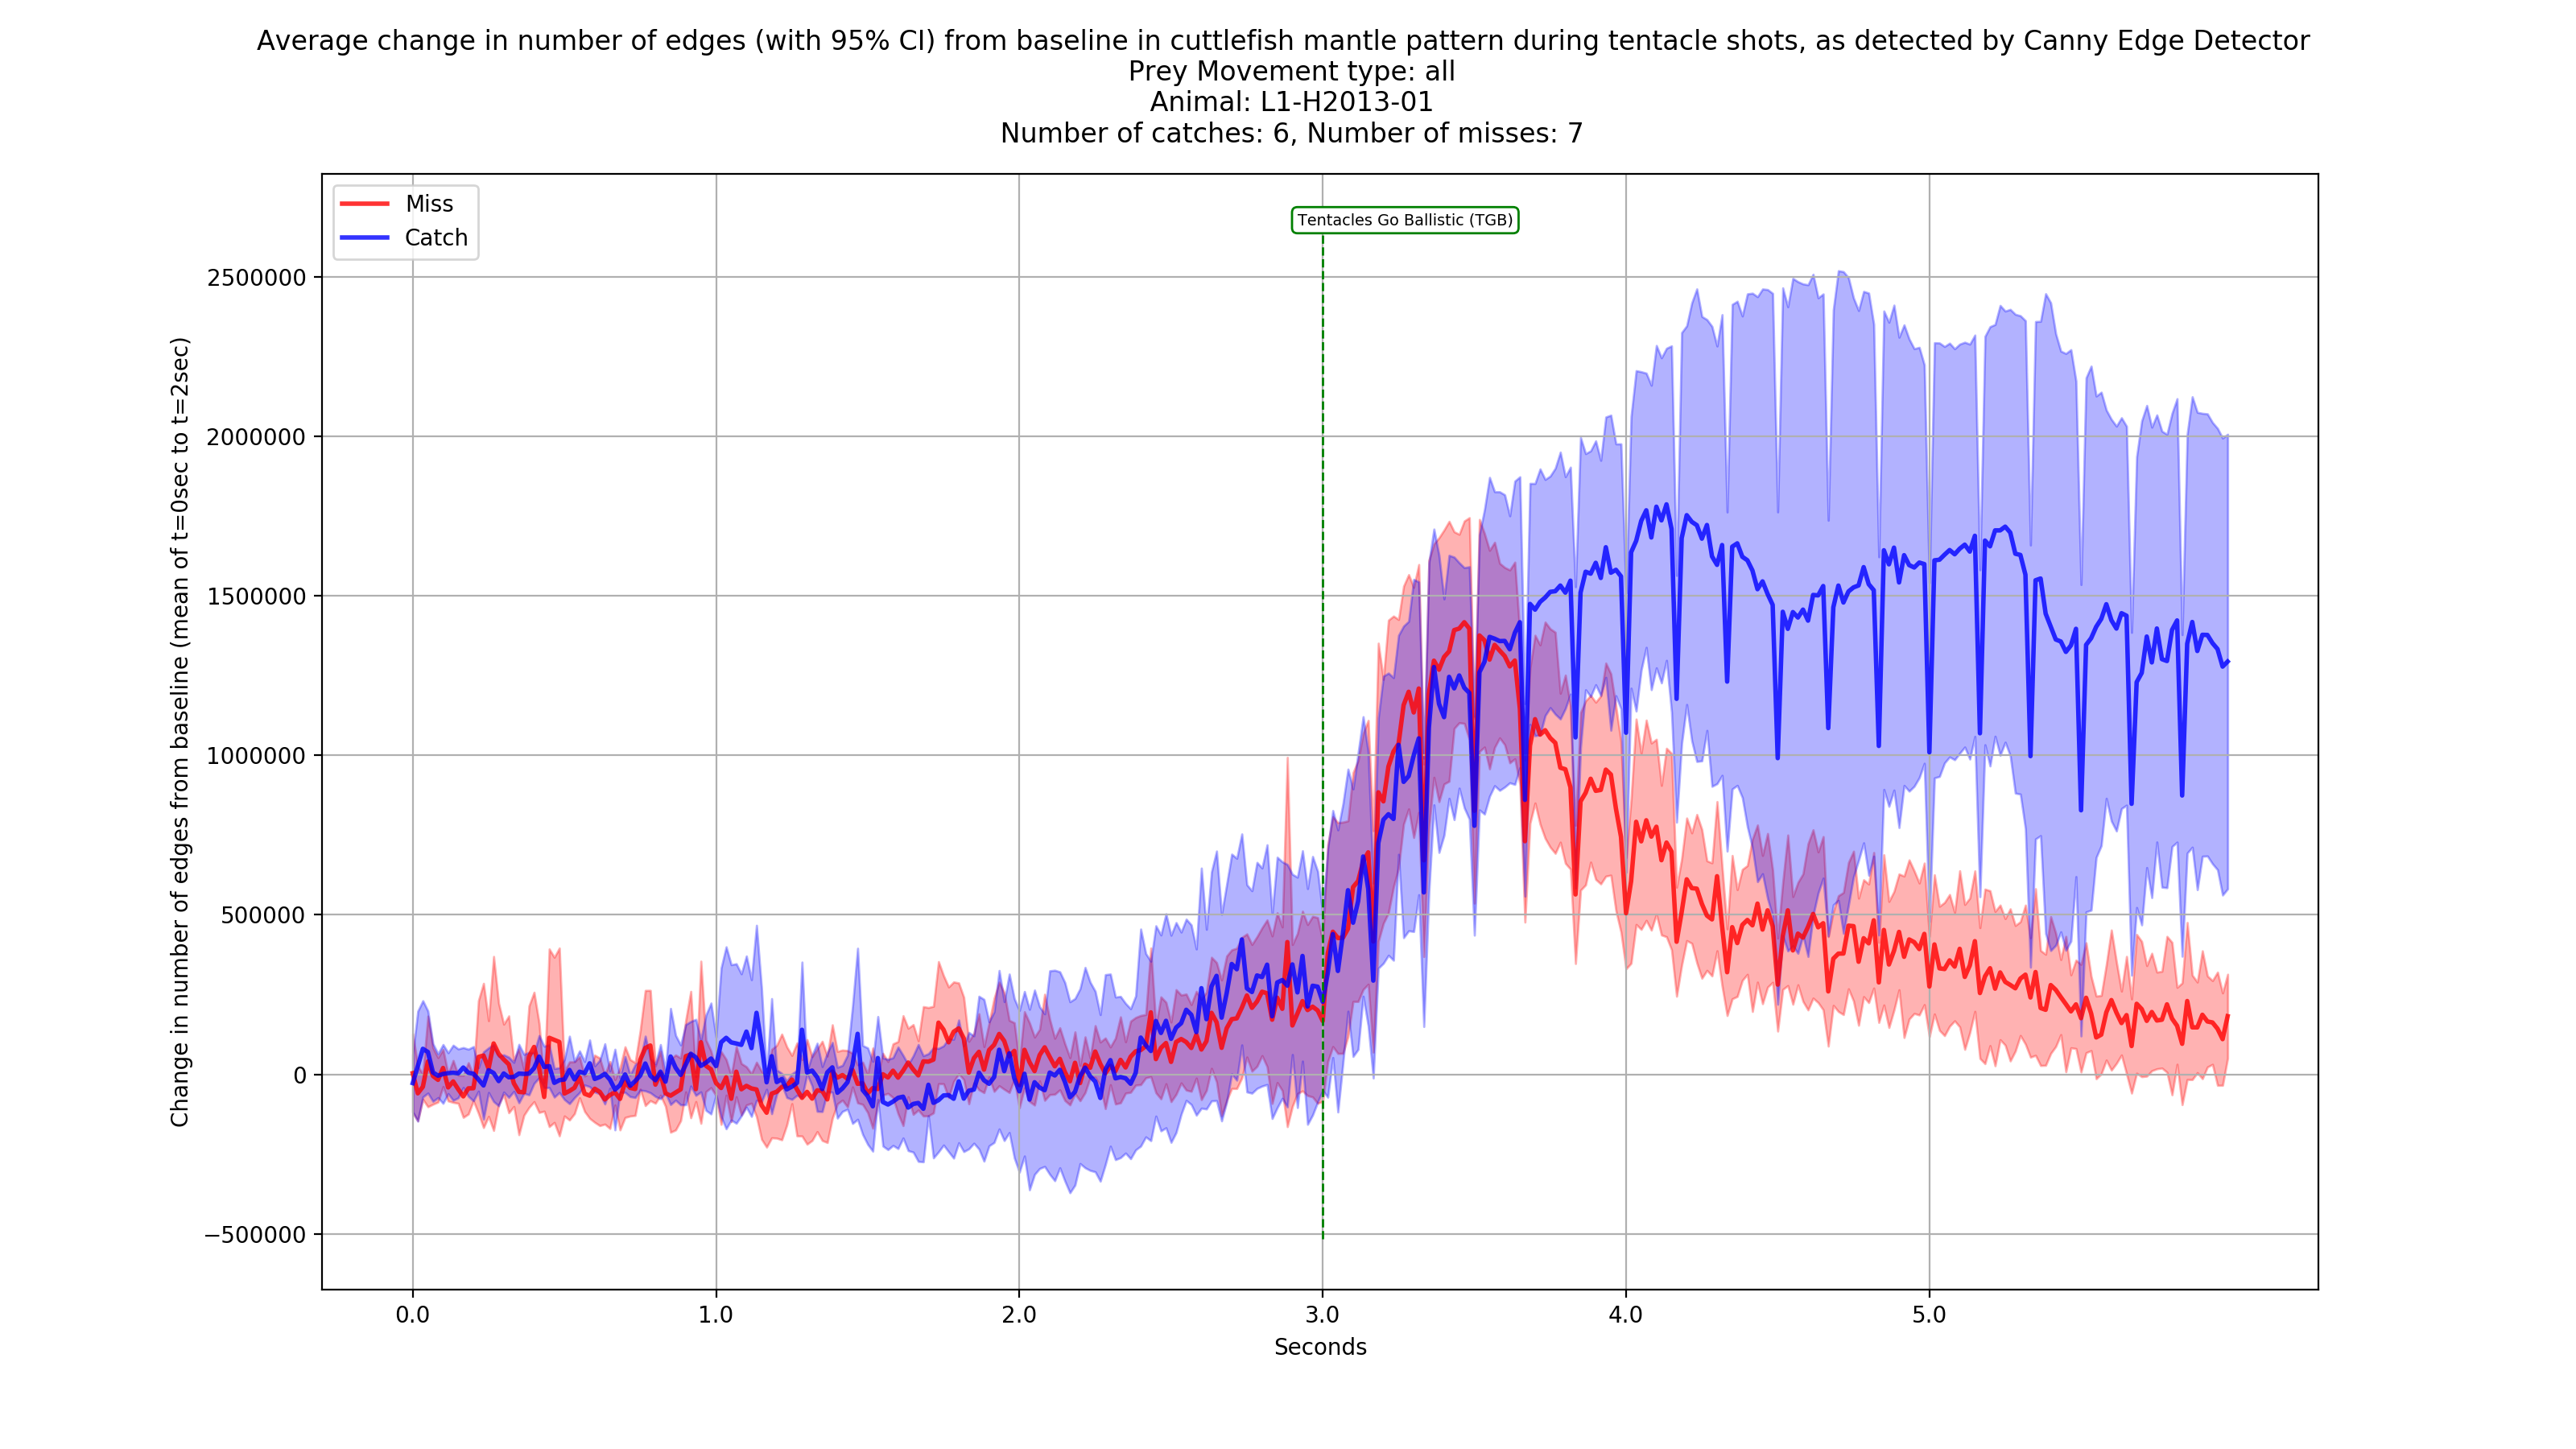 Average change in number of edges (with 95% CI) from baseline in cuttlefish mantle pattern during tentacle shots, as detected by Canny Edge Detector
Prey Movement type: all
Animal: L1-H2013-01
Number of catches: 6, Number of misses: 7
Miss
Catch
Tentacles Go Ballistic (TGB)
Change in number of edges from baseline (mean of t=0sec to t=2sec)
2500000
2000000
1500000
1000000
500000
0
−500000
0.0 1.0 2.0 3.0 4.0 5.0
Seconds